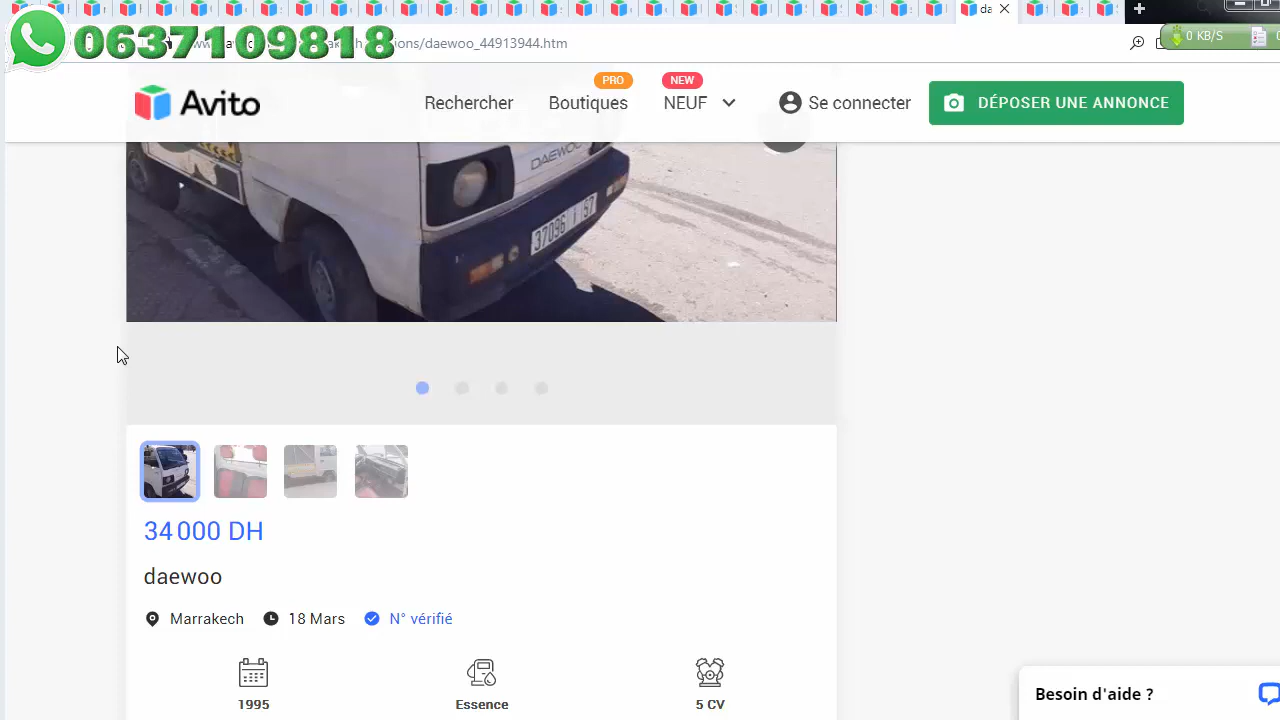 da
0637109818
ions/daewoo_44913944.htm
0 KB/S
Avito
Rechercher
PRO
Boutiques
NEW
NEUF
Se connecter
DÉPOSER UNE ANNONCE
DAEWOO
34 000 DH
daewoo
Marrakech
18 Mars
N° vérifié
1995
Essence
5 CV
Besoin d'aide ?